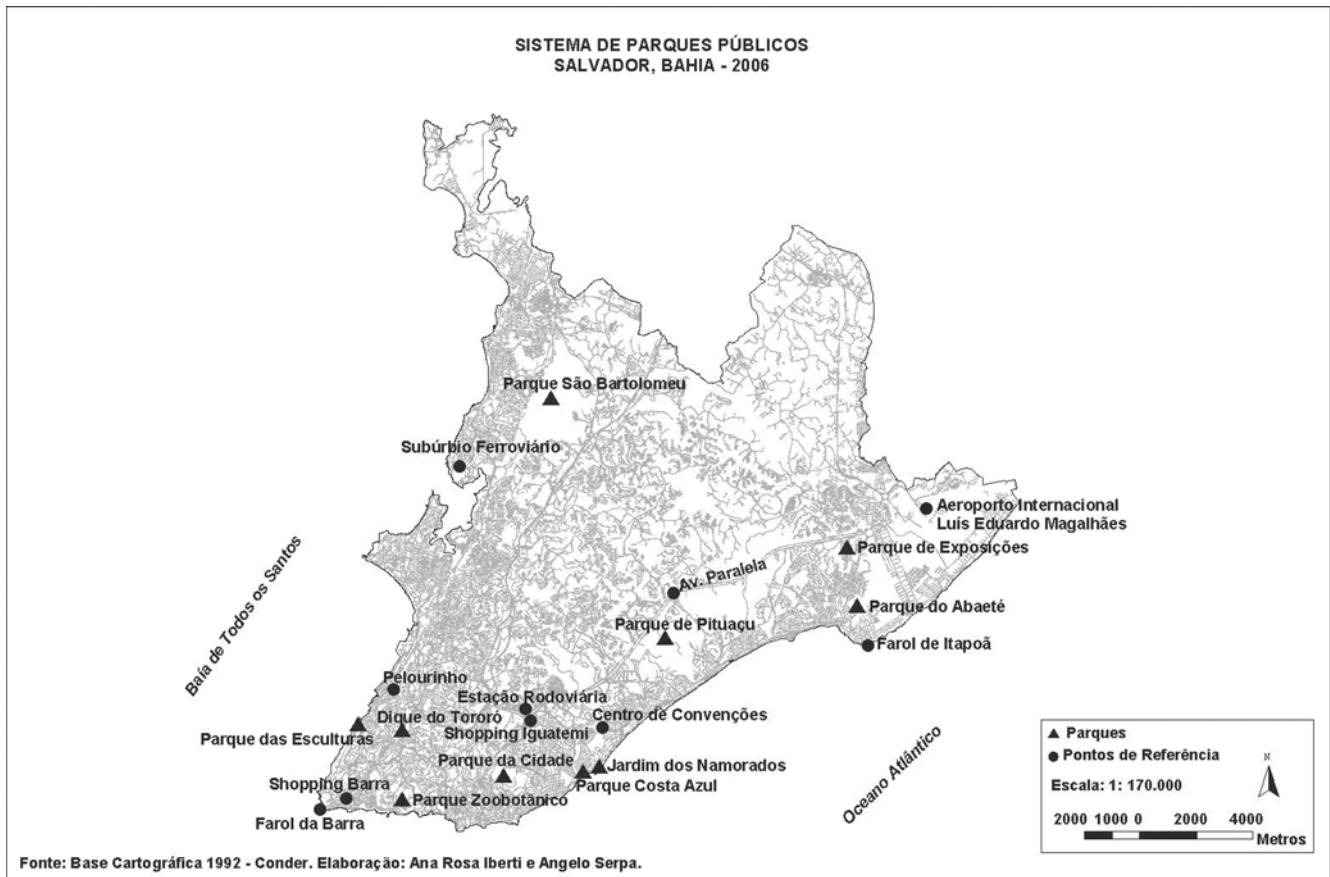 SISTEMA DE PARQUES PÚBLICOS
SALVADOR, BAHIA - 2006
Parque São Bartolomeu
Subúrbio Ferroviário
Aeroporto Internacional
Luís Eduardo Magalhães
Parque de Exposições
Av. Paralela
Parque do Abaeté
Parque de Pituaçu
Farol de Itapoã
Baía de Todos os Santos
Pelourinho
Estação Rodoviária
Dique do Tororó
Centro de Convenções
Shopping Iguatemi
Parque das Esculturas
Parque da Cidade
Jardim dos Namorados
Parque Costa Azul
Shopping Barra
Parque Zoobotânico
Farol da Barra
Oceano Atlântico
Parques
Pontos de Referência
N
Escala: 1: 170.000
2000 1000 0 2000 4000
Metros
Fonte: Base Cartográfica 1992 - Conder. Elaboração: Ana Rosa Iberti e Angelo Serpa.